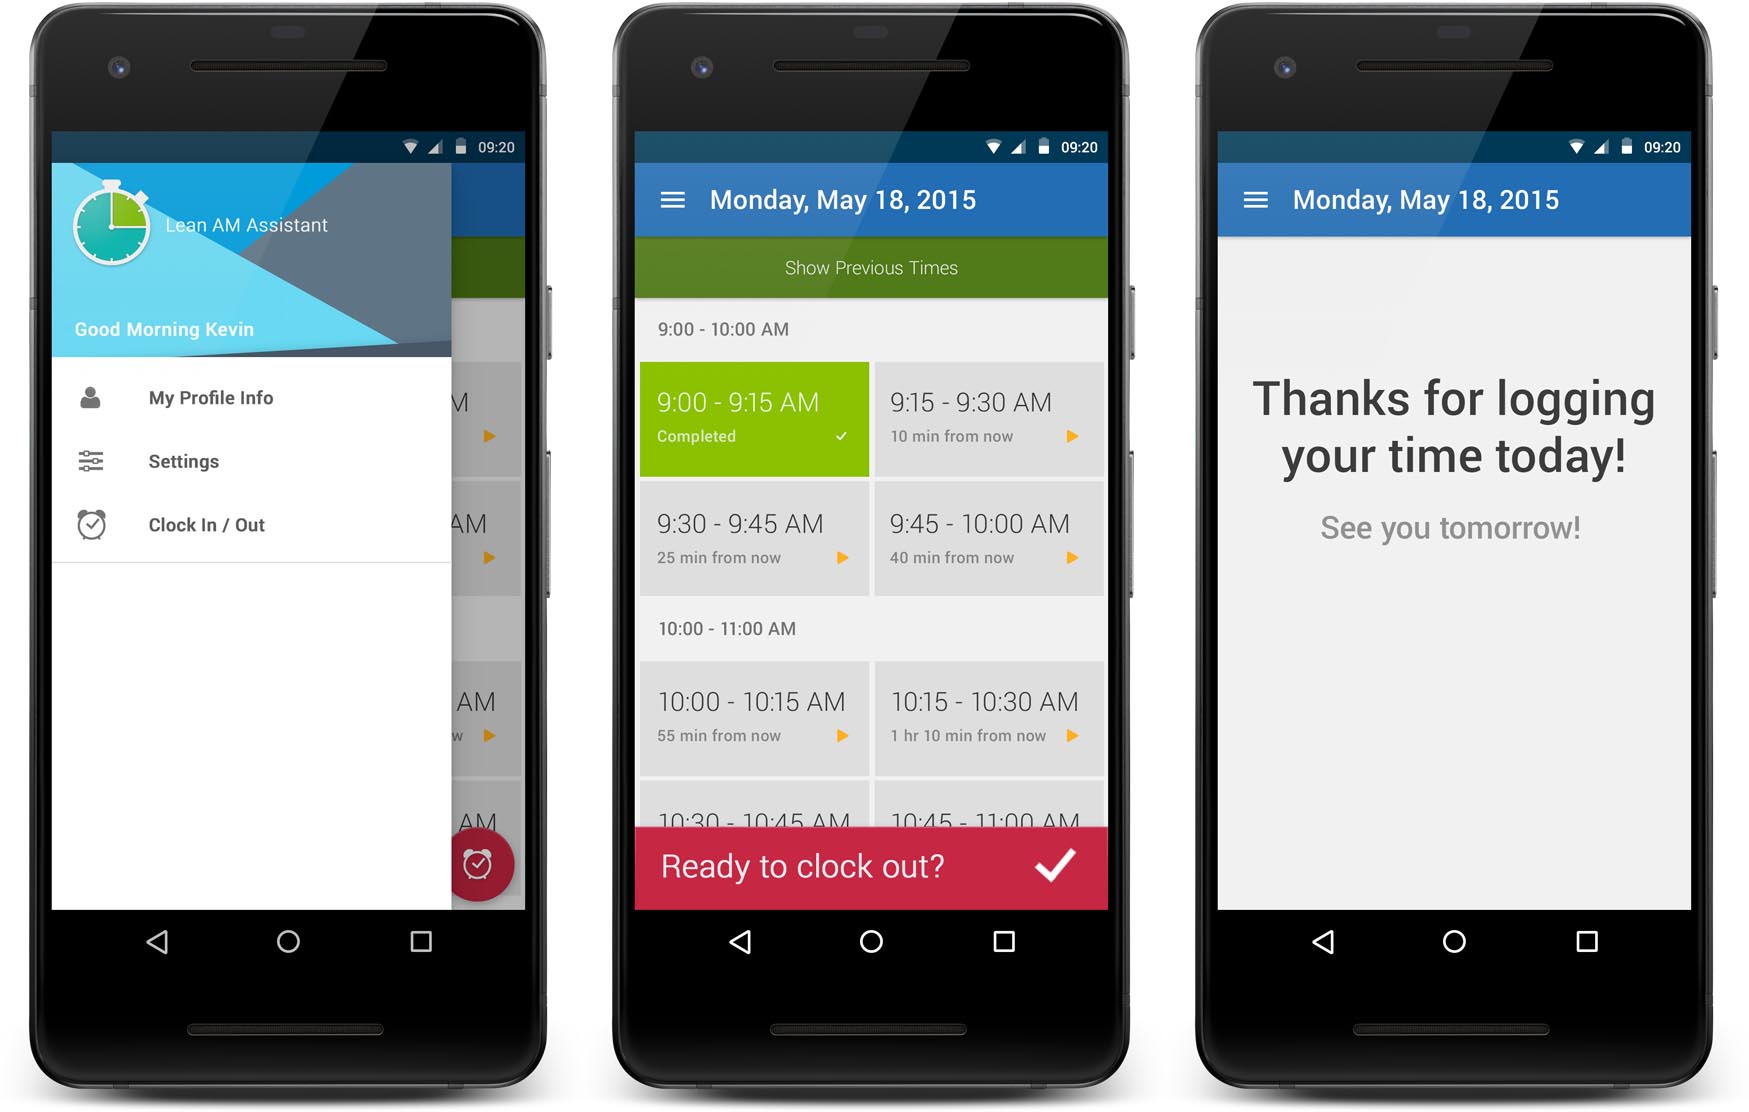 09:20
Lean AM Assistant
Good Morning Kevin
My Profile Info
Settings
Clock In / Out
M
AM
AM
w
AM
09:20
Monday, May 18, 2015
Show Previous Times
9:00 - 10:00 AM
9:00 - 9:15 AM
Completed
9:15 - 9:30 AM
10 min from now
9:30 - 9:45 AM
25 min from now
9:45 - 10:00 AM
40 min from now
10:00 - 11:00 AM
10:00 - 10:15 AM
55 min from now
10:15 - 10:30 AM
1 hr 10 min from now
10:30 - 10:45 AM
10:45 - 11:00 AM
Ready to clock out?
09:20
Monday, May 18, 2015
Thanks for logging
your time today!
See you tomorrow!